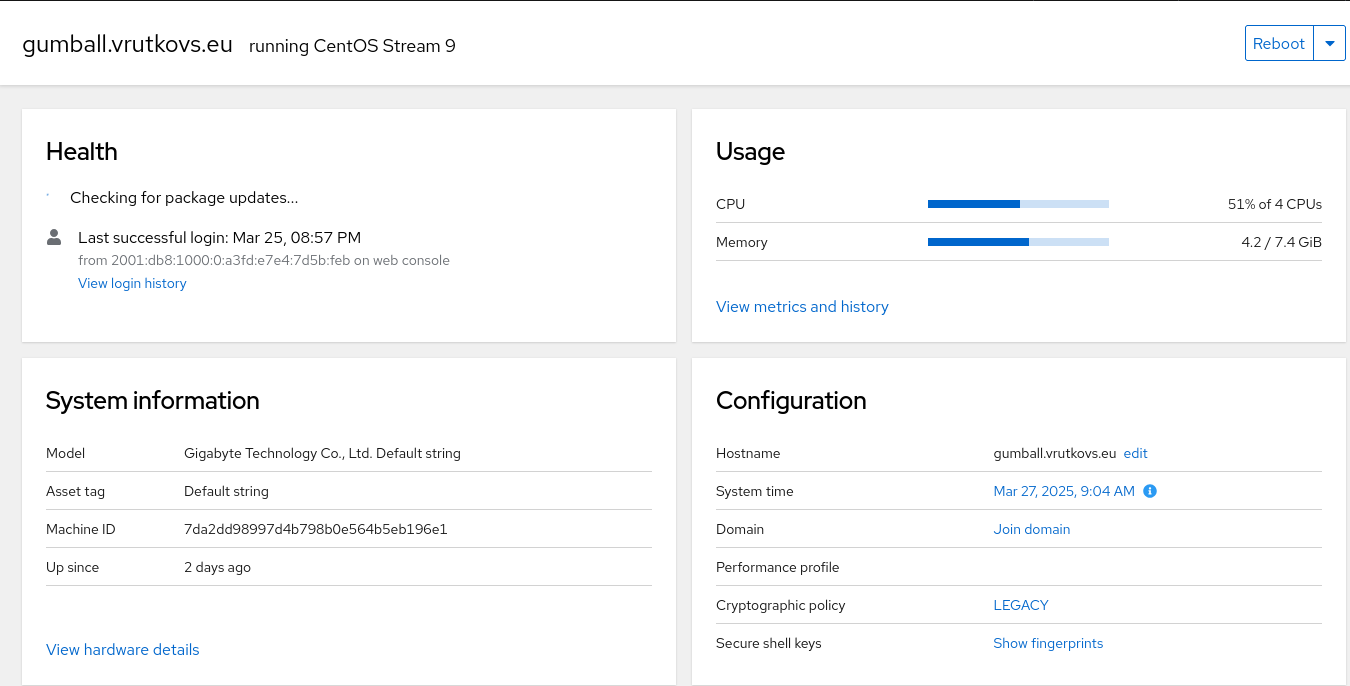 gumball.vrutkovs.eu running CentOS Stream 9
Reboot
Health
Checking for package updates...
Last successful login: Mar 25, 08:57 PM
from 2001:db8:1000:0:a3fd:e7e4:7d5b:feb on web console
View login history
Usage
CPU 51% of 4 CPUs
Memory 4.2 / 7.4 GiB
View metrics and history
System information
Model Gigabyte Technology Co., Ltd. Default string
Asset tag Default string
Machine ID 7da2dd98997d4b798b0e564b5eb196e1
Up since 2 days ago
View hardware details
Configuration
Hostname gumball.vrutkovs.eu edit
System time Mar 27, 2025, 9:04 AM
Domain Join domain
Performance profile
Cryptographic policy LEGACY
Secure shell keys Show fingerprints